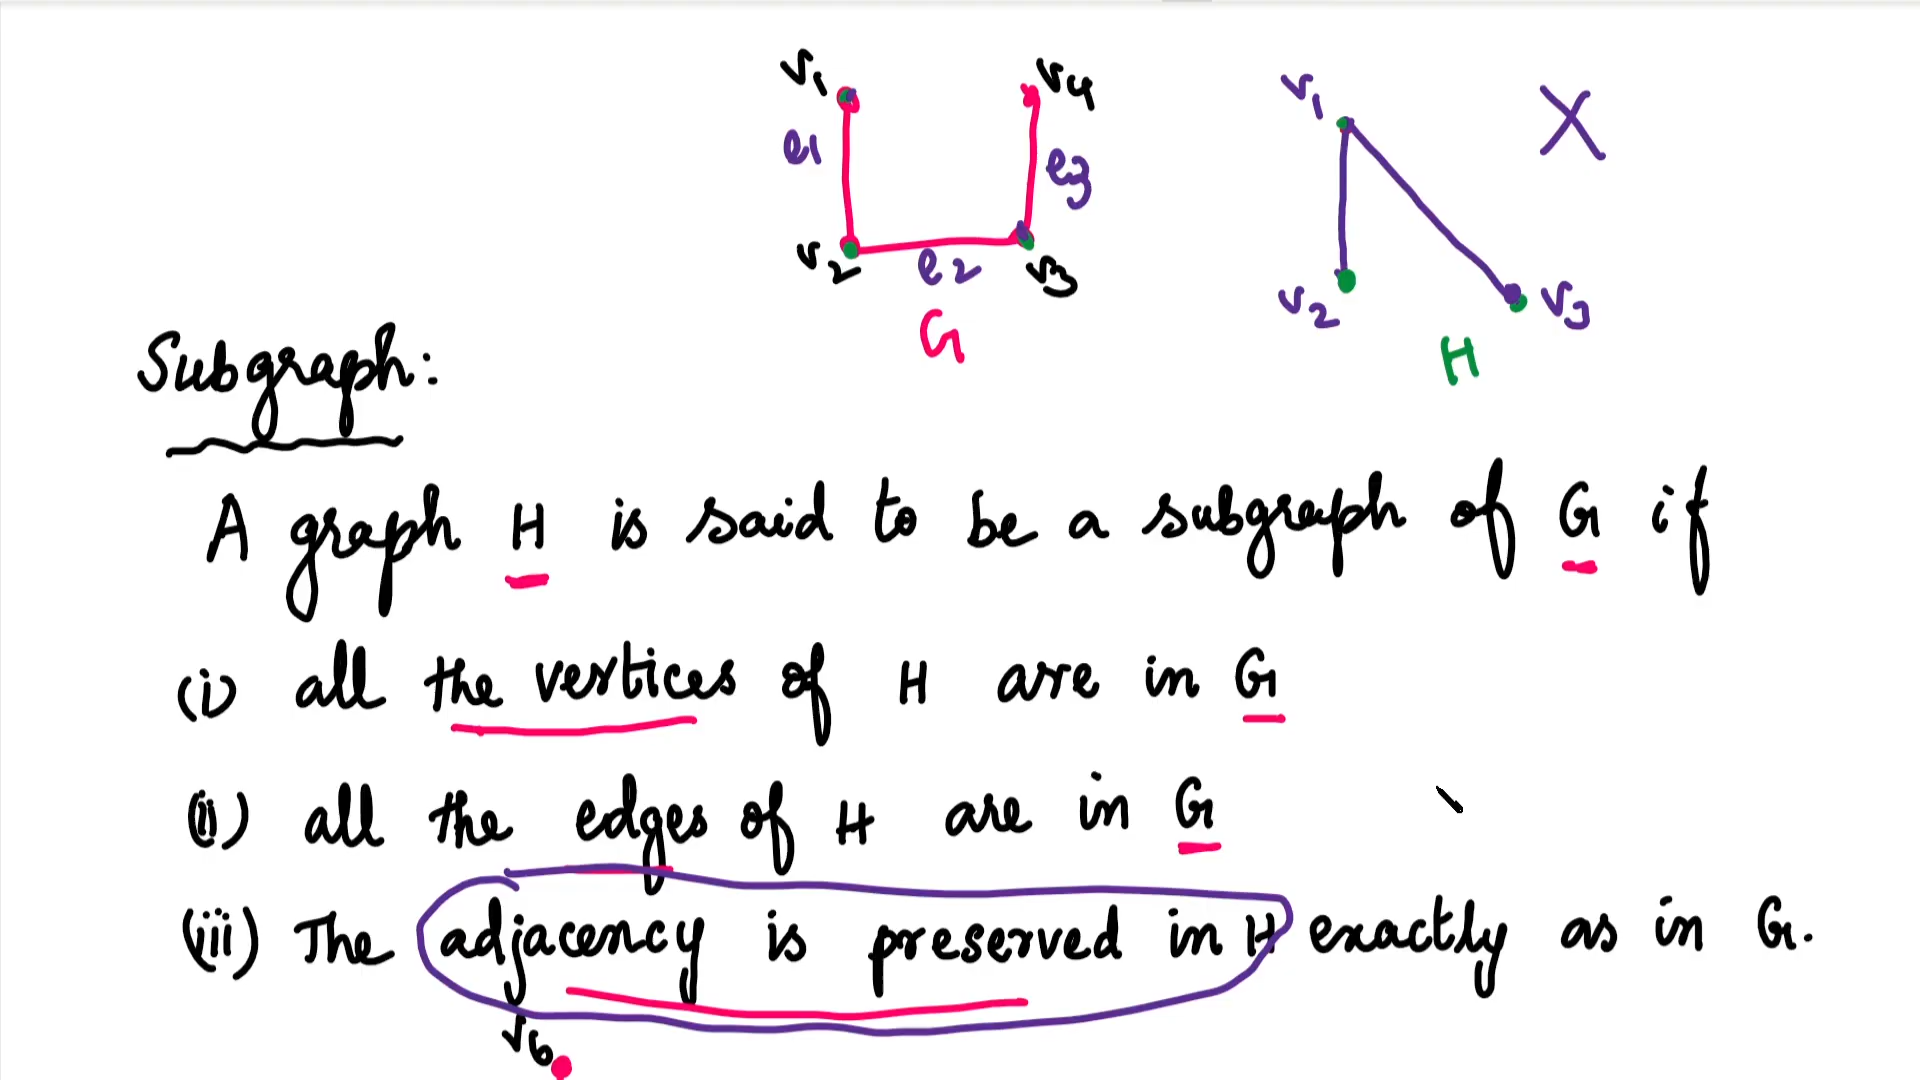 v1 v4 v1 X
e1 e3
v2 e2 v3 v2 v3
G H
Subgraph:
A graph H is said to be a subgraph of G if
(i) all the vertices of H are in G
(ii) all the edges of H are in G
(iii) The adjacency is preserved in H exactly as in G.
v6